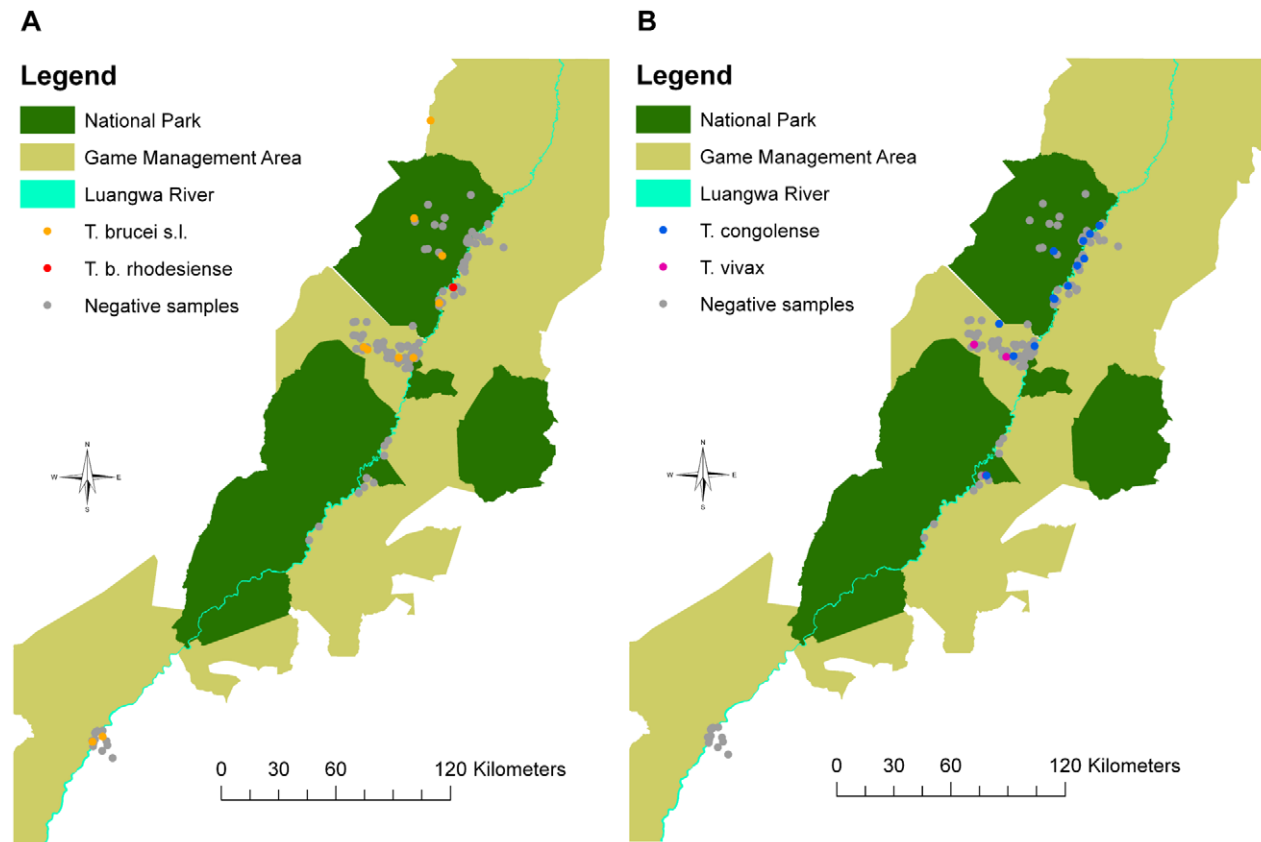 A
Legend
National Park
Game Management Area
Luangwa River
T. brucei s.l.
T. b. rhodesiense
Negative samples
N
W E
S
0 30 60 120 Kilometers
B
Legend
National Park
Game Management Area
Luangwa River
T. congolense
T. vivax
Negative samples
N
W E
S
0 30 60 120 Kilometers